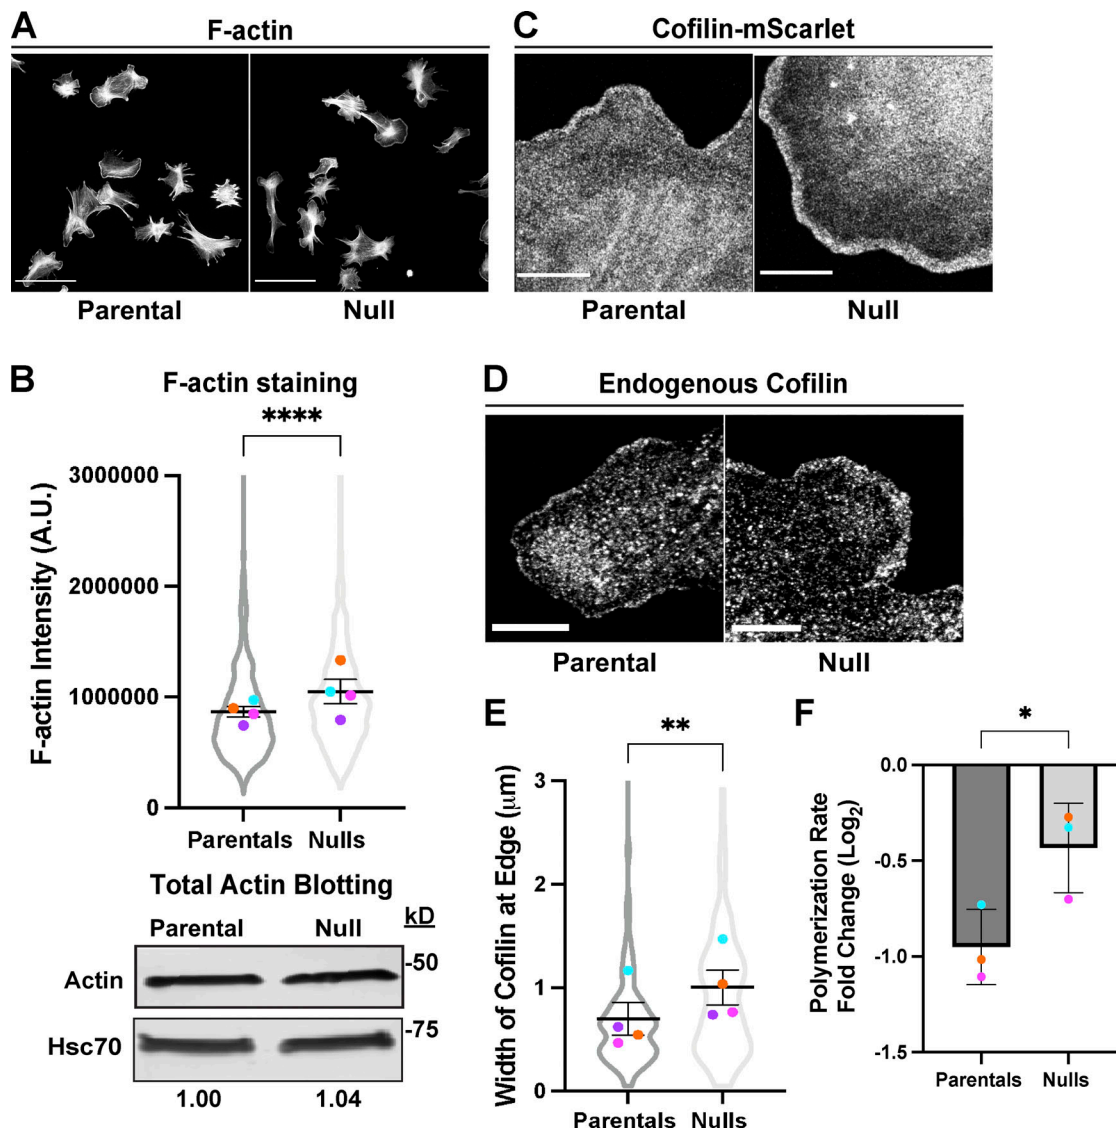 A
F-actin
Parental
Null
B
F-actin staining
****
F-actin Intensity (A.U.)
3000000
2000000
1000000
0
Parentals
Nulls
Total Actin Blotting
Parental
Null
kD
Actin
-50
Hsc70
-75
1.00
1.04
C
Cofilin-mScarlet
Parental
Null
D
Endogenous Cofilin
Parental
Null
E
**
Width of Cofilin at Edge (μm)
3
2
1
0
Parentals
Nulls
F
*
Polymerization Rate
Fold Change (Log2)
0.0
-0.5
-1.0
-1.5
Parentals
Nulls